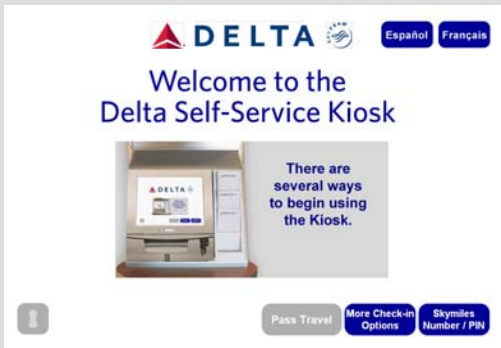 DELTA
Español
Français
Welcome to the
Delta Self-Service Kiosk
DELTA
There are
several ways
to begin using
the Kiosk.
Pass Travel
More Check-in
Options
Skymiles
Number / PIN